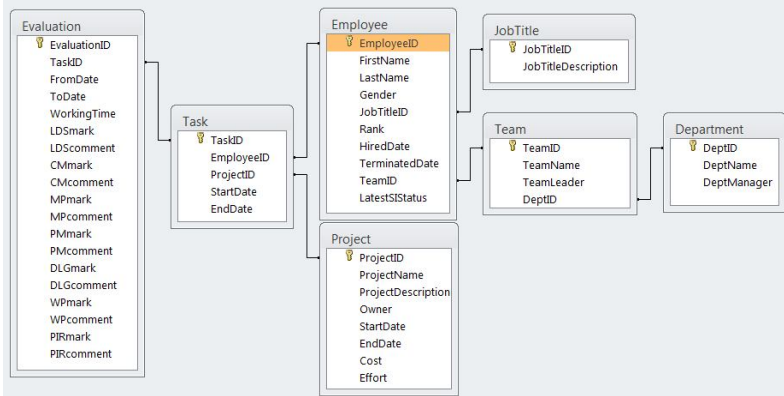 Evaluation
EvaluationID
TaskID
FromDate
ToDate
WorkingTime
LDSmark
LDScomment
CMmark
CMcomment
MPmark
MPcomment
PMmark
PMcomment
DLGmark
DLGcomment
WPmark
WPcomment
PIRmark
PIRcomment
Task
TaskID
EmployeeID
ProjectID
StartDate
EndDate
Employee
EmployeeID
FirstName
LastName
Gender
JobTitleID
Rank
HiredDate
TerminatedDate
TeamID
LatestSIStatus
Project
ProjectID
ProjectName
ProjectDescription
Owner
StartDate
EndDate
Cost
Effort
JobTitle
JobTitleID
JobTitleDescription
Team
TeamID
TeamName
TeamLeader
DeptID
Department
DeptID
DeptName
DeptManager